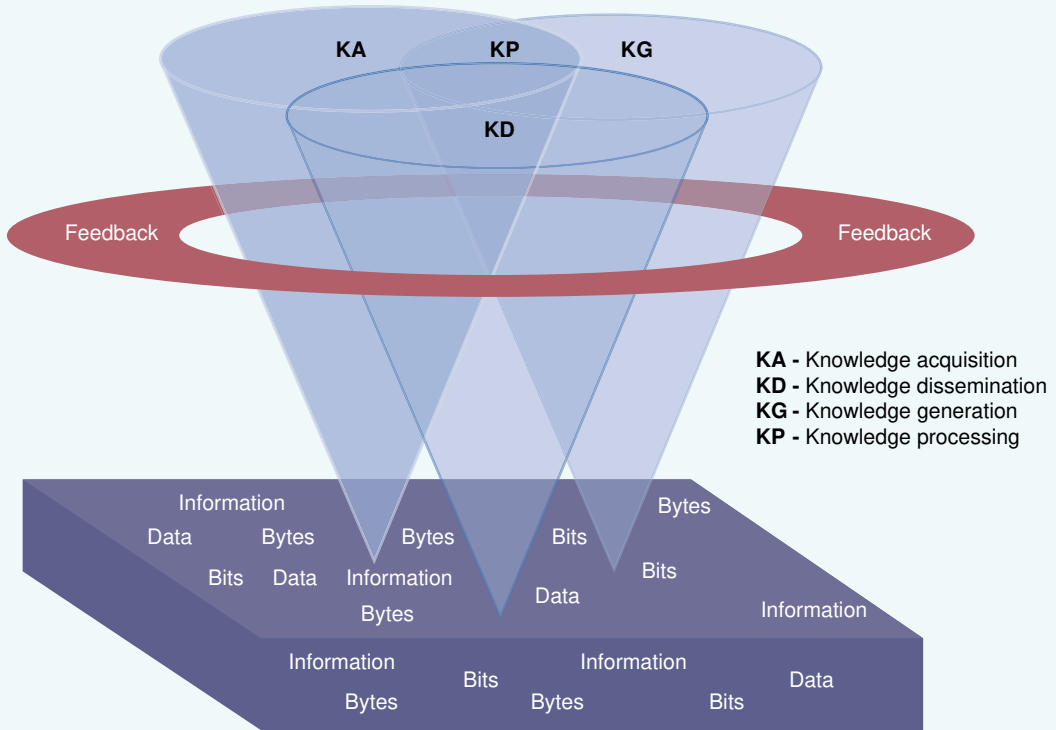 KA
KP
KG
KD
Feedback
Feedback
KA - Knowledge acquisition
KD - Knowledge dissemination
KG - Knowledge generation
KP - Knowledge processing
Information
Bytes
Data
Bytes
Bytes
Bits
Bits
Data
Information
Bits
Bytes
Data
Information
Information
Information
Bits
Data
Bytes
Bytes
Bits